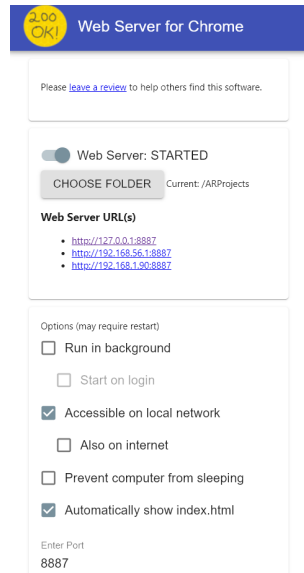 200
OK!
Web Server for Chrome
Please leave a review to help others find this software.
Web Server: STARTED
CHOOSE FOLDER Current: /ARProjects
Web Server URL(s)
http://127.0.0.1:8887
http://192.168.56.1:8887
http://192.168.1.90:8887
Options (may require restart)
Run in background
Start on login
Accessible on local network
Also on internet
Prevent computer from sleeping
Automatically show index.html
Enter Port
8887